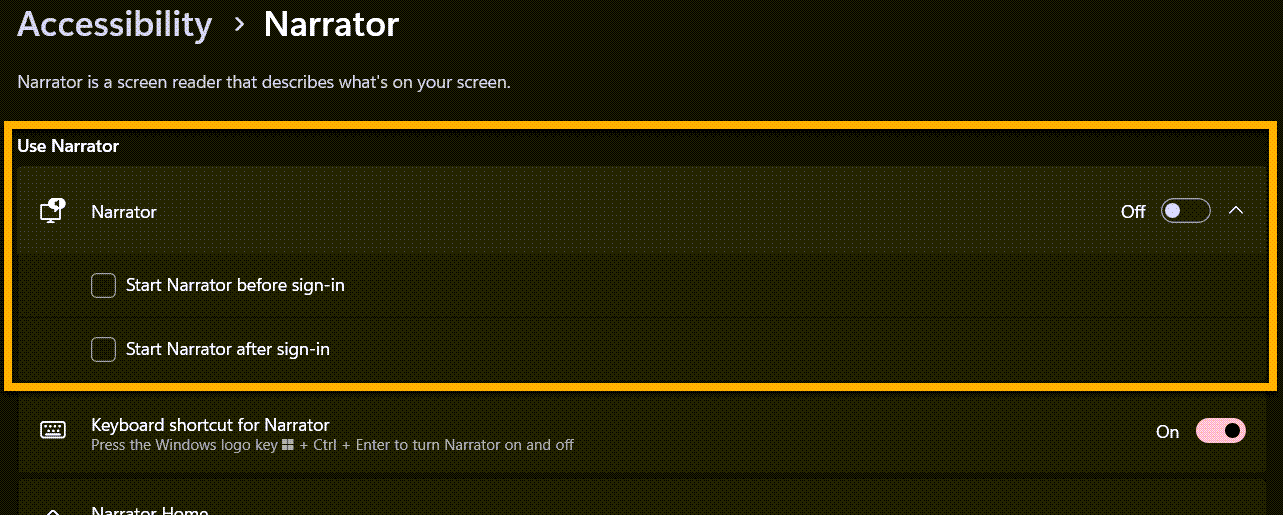 Accessibility > Narrator
Narrator is a screen reader that describes what's on your screen.
Use Narrator
Narrator Off
Start Narrator before sign-in
Start Narrator after sign-in
Keyboard shortcut for Narrator On
Press the Windows logo key + Ctrl + Enter to turn Narrator on and off
Narrator Home